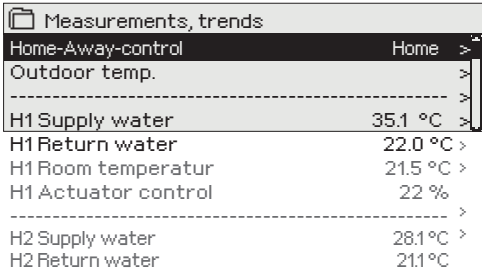 Measurements, trends
Home-Away-control Home >
Outdoor temp. >
------------------------------------------------ >
H1 Supply water 35.1 °C >
H1 Return water 22.0 °C >
H1 Room temperatur 21.5 °C >
H1 Actuator control 22 %
------------------------------------------------ >
H2 Supply water 28.1 °C >
H2 Return water 21.1 °C